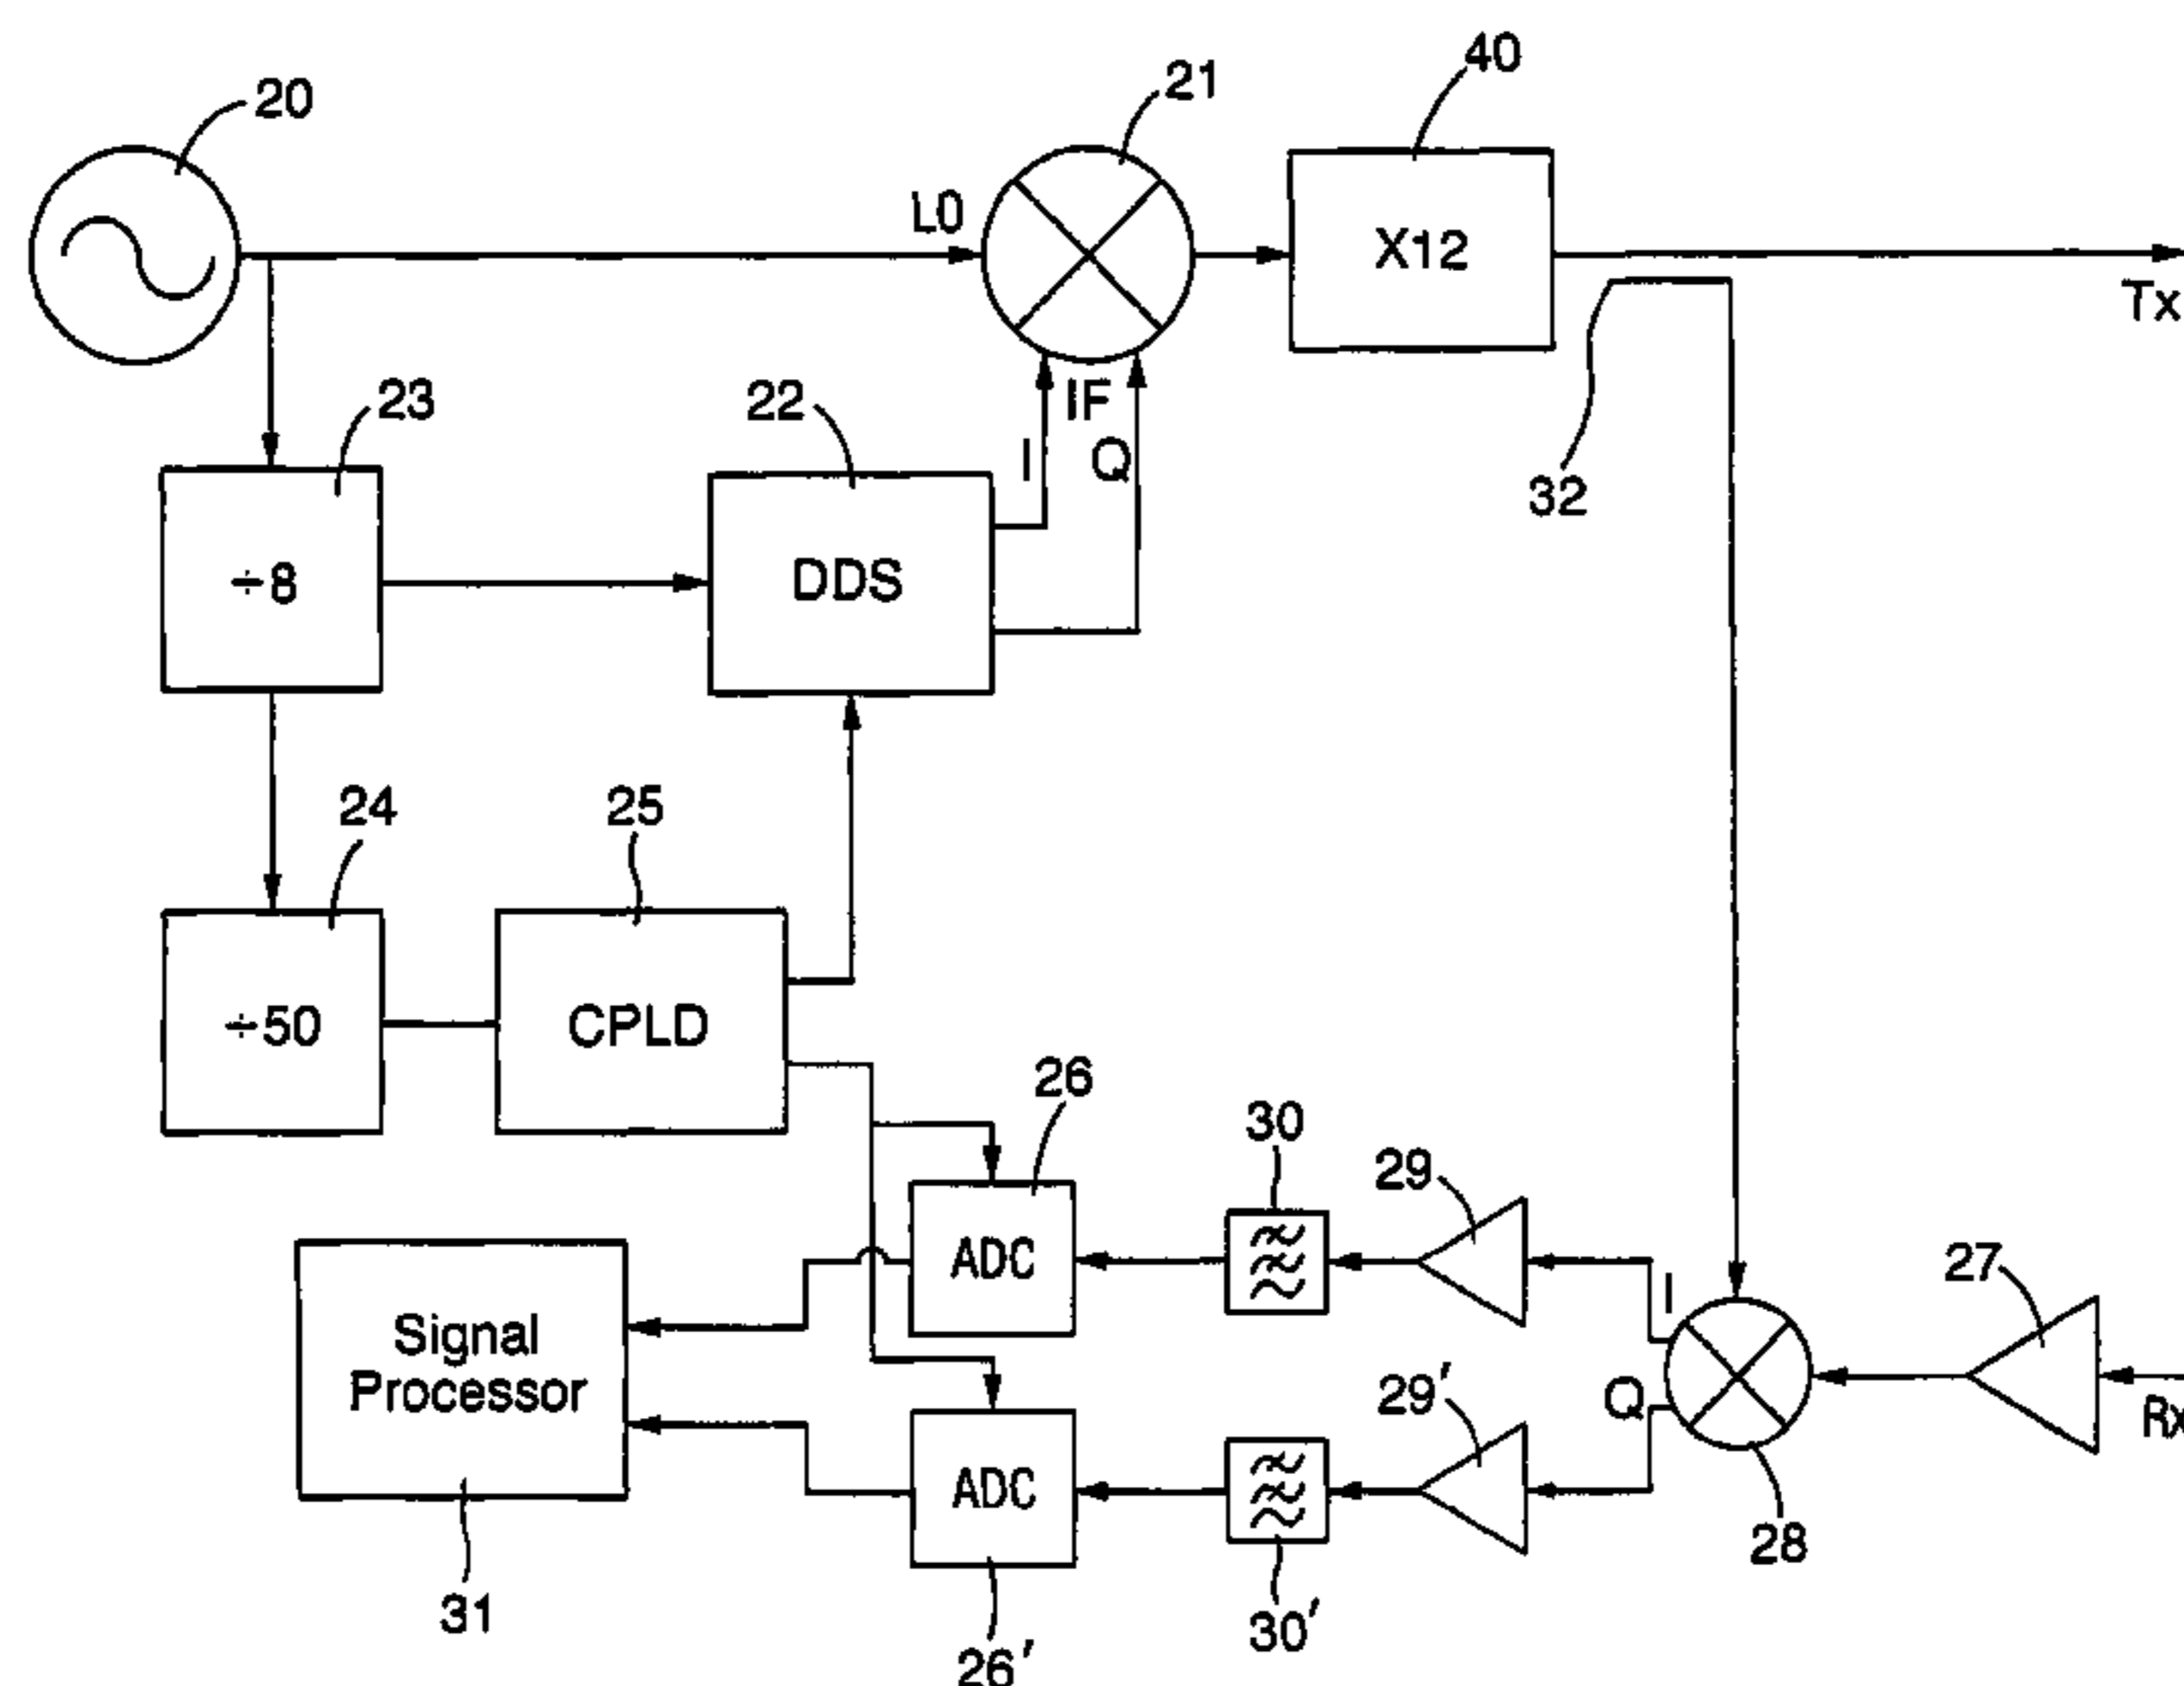 40
21
20
LO
X12
Tx
23
22
IF
I
Q
32
÷8
DDS
24
25
÷50
CPLD
26
30
29
27
ADC
I
Signal
Processor
Q
29′
Rx
ADC
28
31
30′
26′